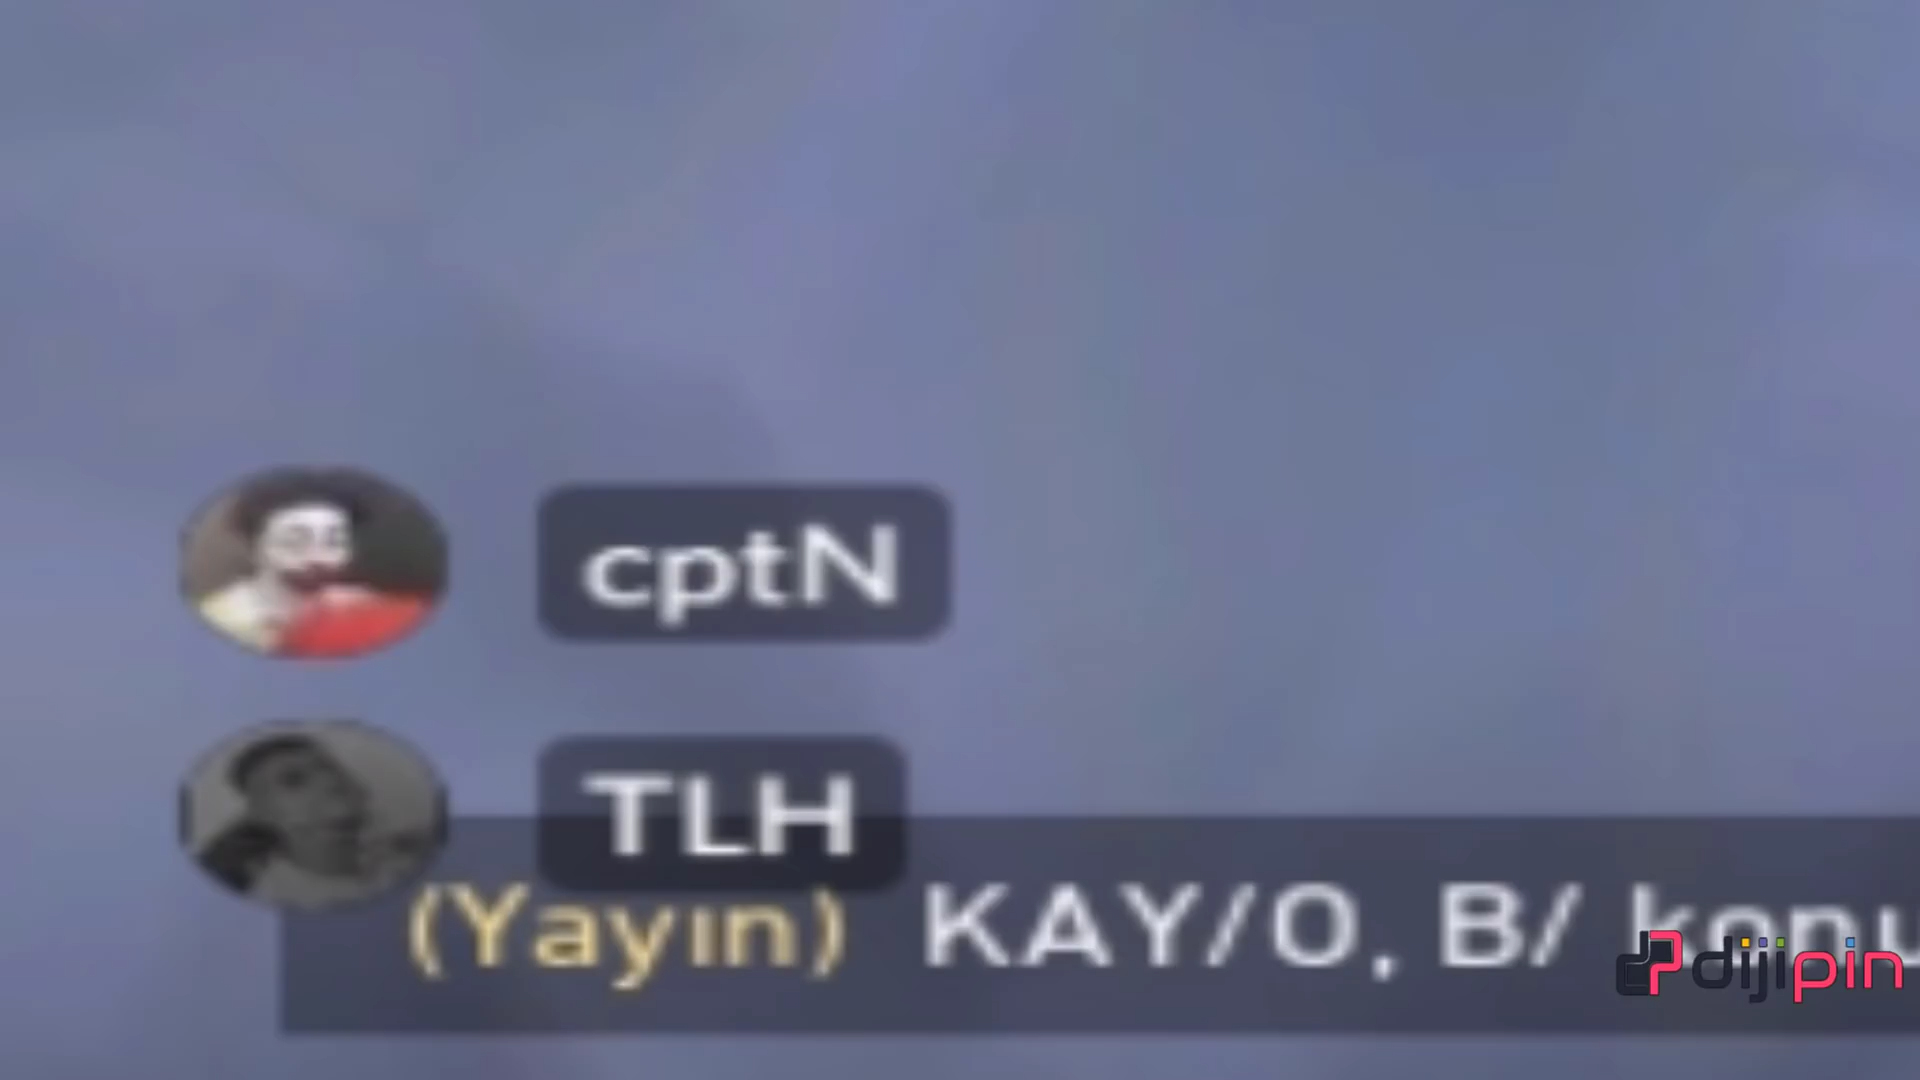 cptN
TLH
(Yayın) KAY/O, B/
dijipin